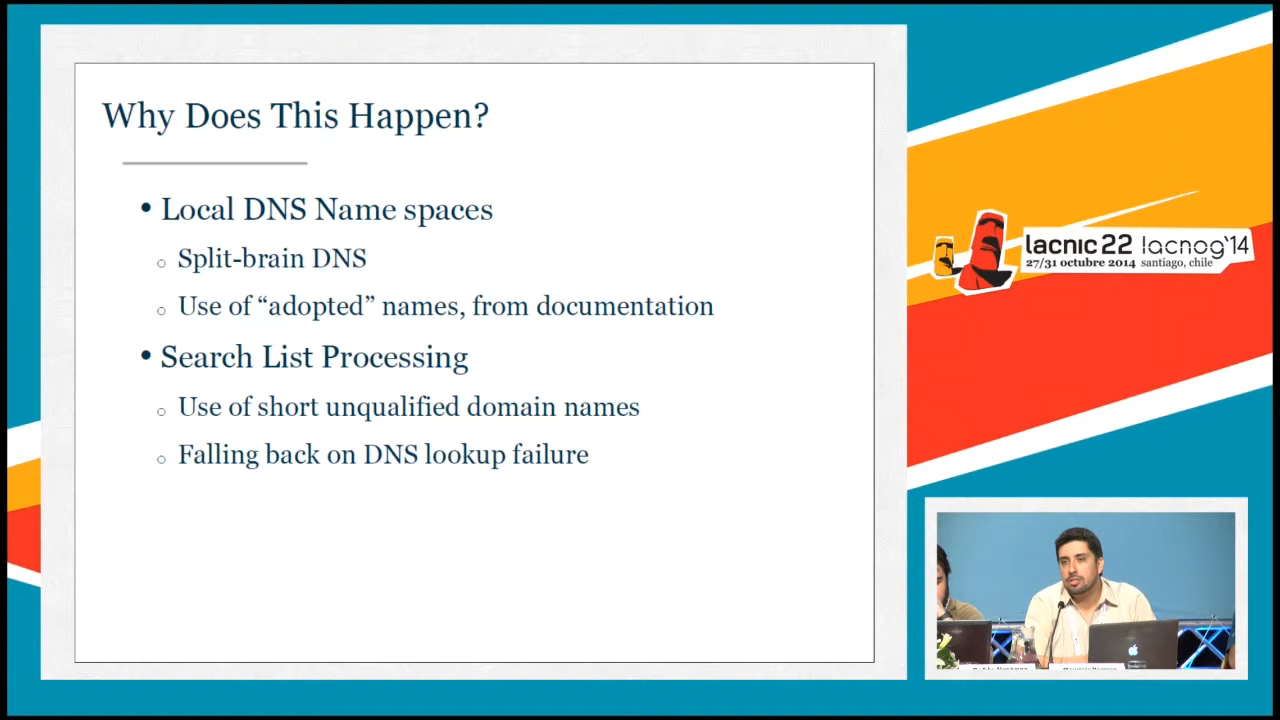 Why Does This Happen?
• Local DNS Name spaces
○ Split-brain DNS
○ Use of “adopted” names, from documentation
• Search List Processing
○ Use of short unqualified domain names
○ Falling back on DNS lookup failure
lacnic 22 lacnog'14
27/31 octubre 2014 santiago, chile